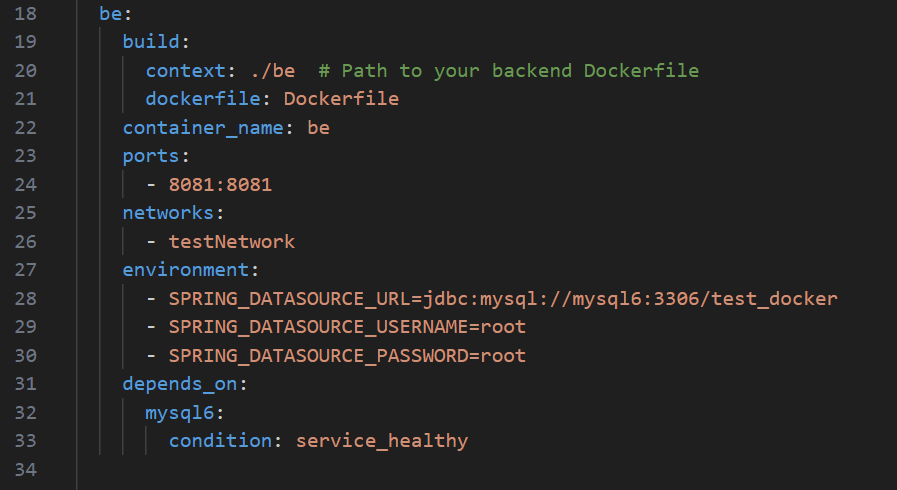 18 be:
19 build:
20 context: ./be # Path to your backend Dockerfile
21 dockerfile: Dockerfile
22 container_name: be
23 ports:
24 - 8081:8081
25 networks:
26 - testNetwork
27 environment:
28 - SPRING_DATASOURCE_URL=jdbc:mysql://mysql6:3306/test_docker
29 - SPRING_DATASOURCE_USERNAME=root
30 - SPRING_DATASOURCE_PASSWORD=root
31 depends_on:
32 mysql6:
33 condition: service_healthy
34